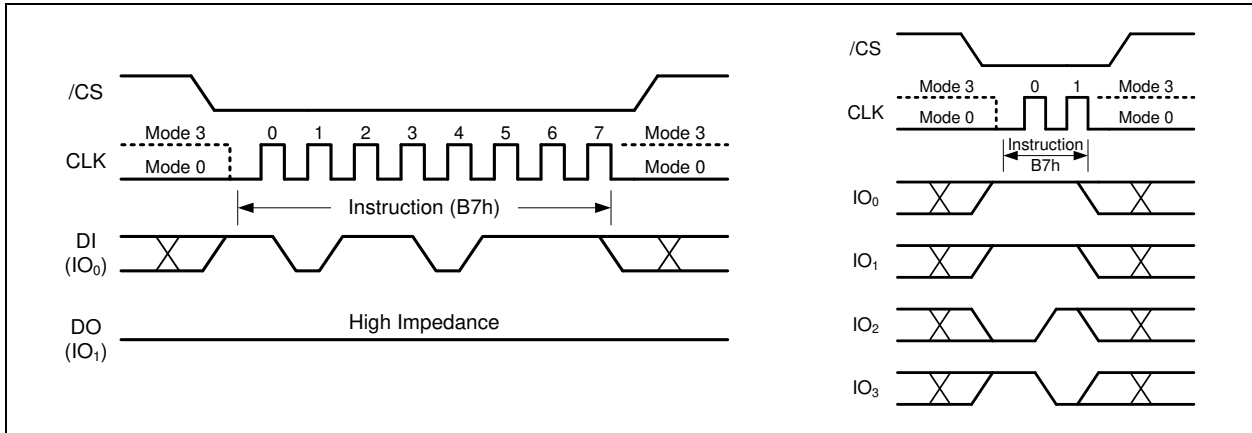 /CS
Mode 3 0 1 2 3 4 5 6 7 Mode 3
CLK Mode 0 Mode 0
Instruction (B7h)
DI
(IO₀)
DO High Impedance
(IO₁)
/CS
Mode 3 0 1 Mode 3
CLK Mode 0 Mode 0
Instruction
B7h
IO₀
IO₁
IO₂
IO₃